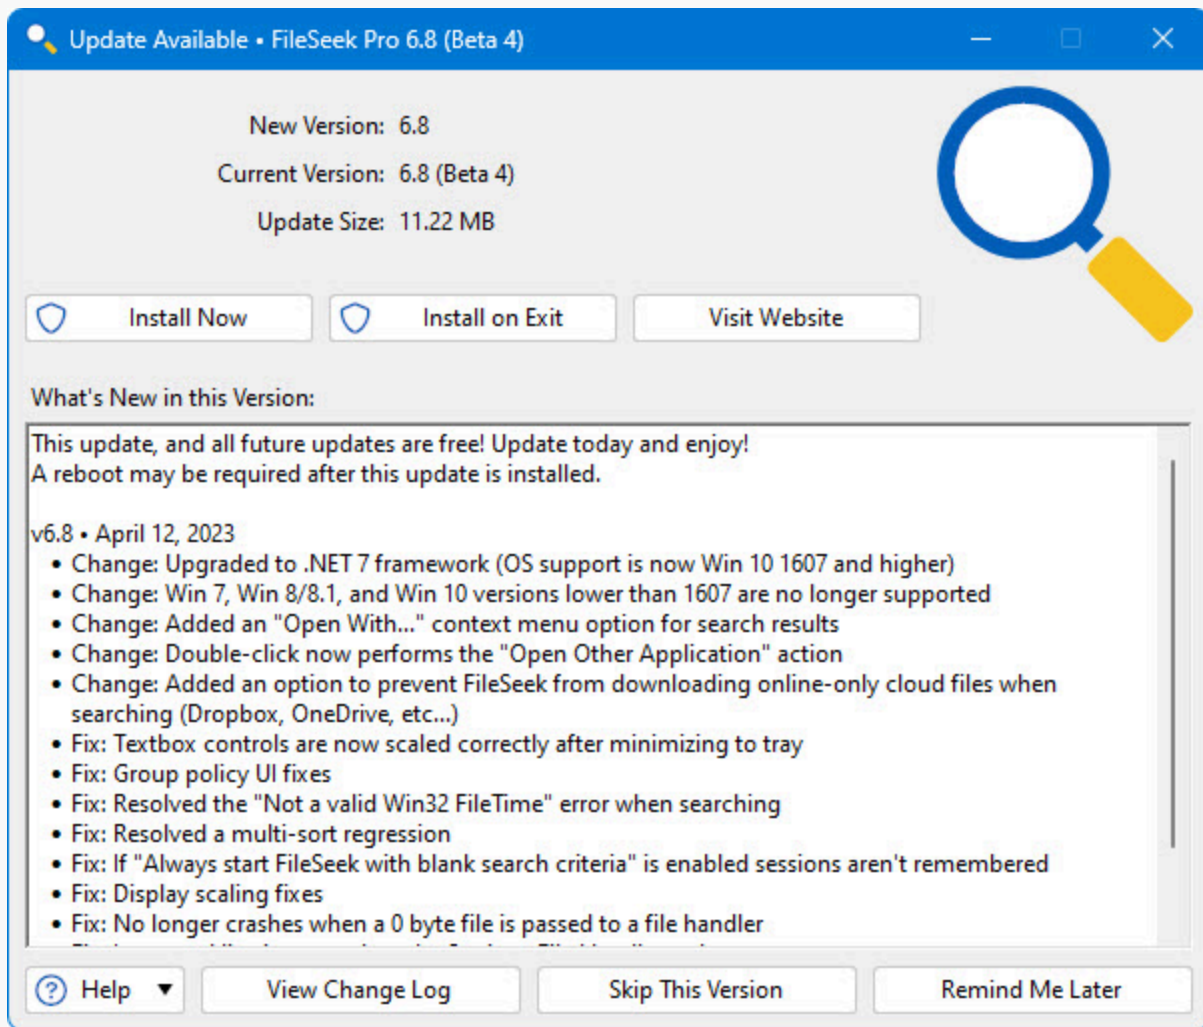 Update Available • FileSeek Pro 6.8 (Beta 4)
New Version: 6.8
Current Version: 6.8 (Beta 4)
Update Size: 11.22 MB
Install Now
Install on Exit
Visit Website
What's New in this Version:
This update, and all future updates are free! Update today and enjoy!
A reboot may be required after this update is installed.
v6.8 • April 12, 2023
• Change: Upgraded to .NET 7 framework (OS support is now Win 10 1607 and higher)
• Change: Win 7, Win 8/8.1, and Win 10 versions lower than 1607 are no longer supported
• Change: Added an "Open With..." context menu option for search results
• Change: Double-click now performs the "Open Other Application" action
• Change: Added an option to prevent FileSeek from downloading online-only cloud files when
searching (Dropbox, OneDrive, etc...)
• Fix: Textbox controls are now scaled correctly after minimizing to tray
• Fix: Group policy UI fixes
• Fix: Resolved the "Not a valid Win32 FileTime" error when searching
• Fix: Resolved a multi-sort regression
• Fix: If "Always start FileSeek with blank search criteria" is enabled sessions aren't remembered
• Fix: Display scaling fixes
• Fix: No longer crashes when a 0 byte file is passed to a file handler
? Help ▼
View Change Log
Skip This Version
Remind Me Later